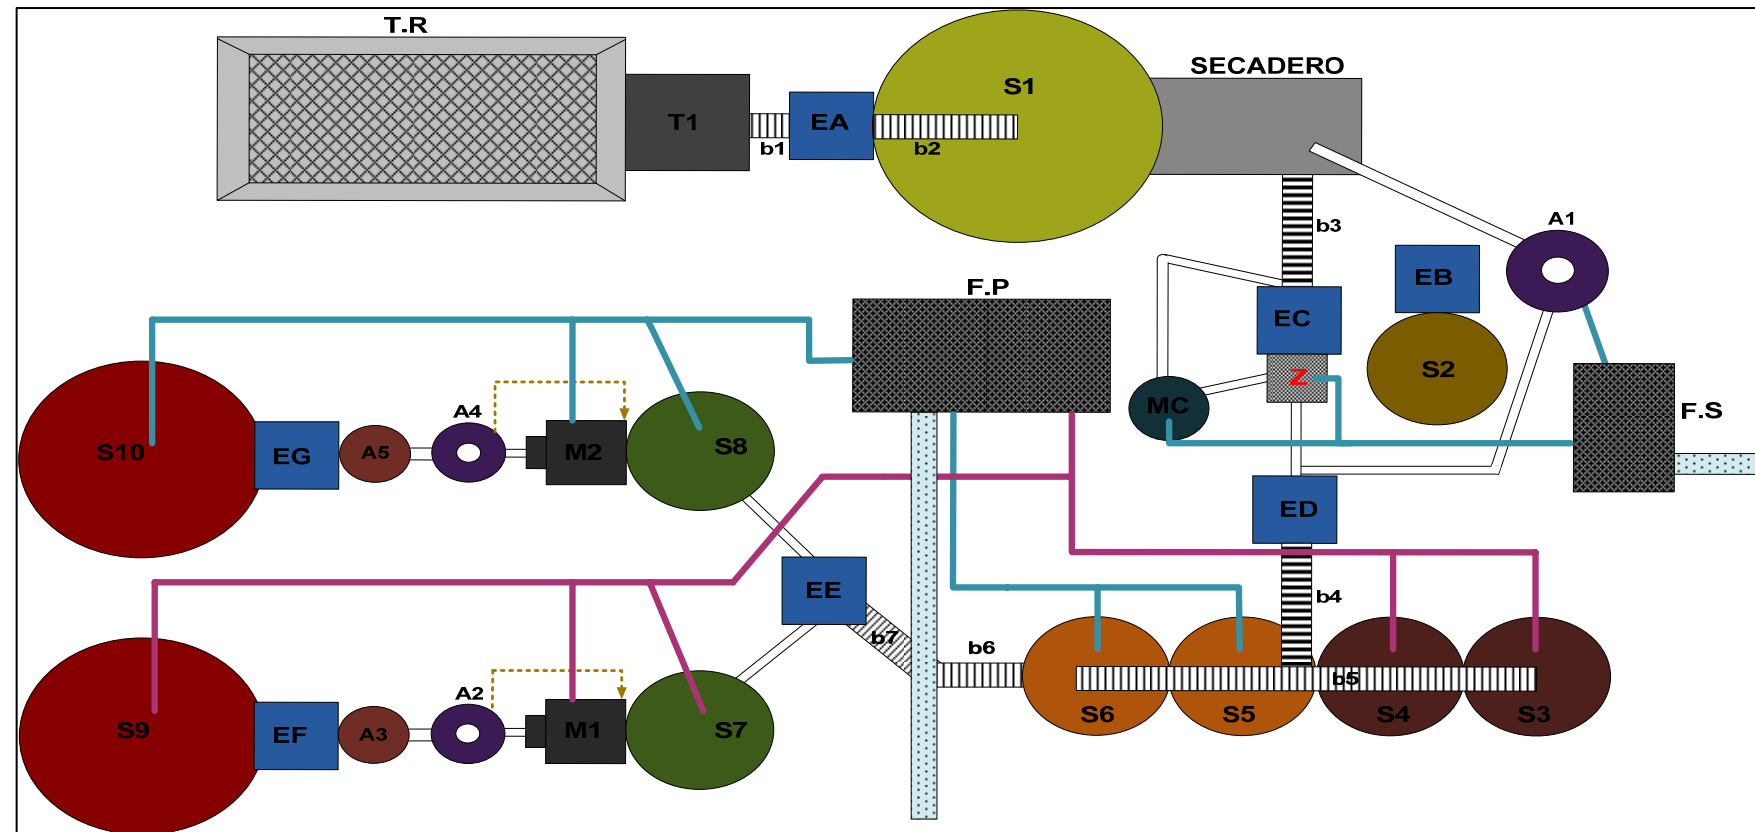 T.R
SECADERO
S1
T1
EA
b1
b2
b3
A1
EB
F.P
EC
S2
Z
MC
F.S
A4
S10
EG
A5
M2
S8
ED
EE
b4
b7
b6
b5
A2
S9
EF
A3
M1
S7
S6
S5
S4
S3